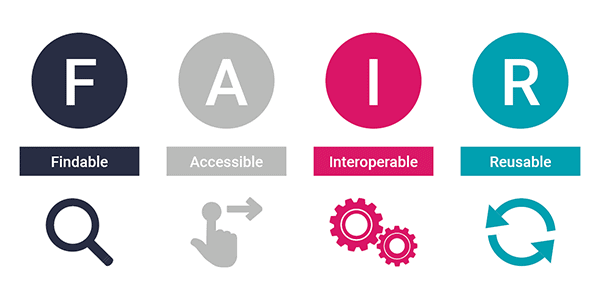 F A I R
Findable Accessible Interoperable Reusable